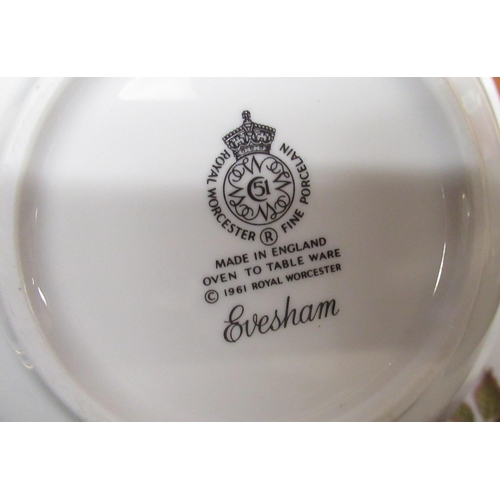 ROYAL WORCESTER FINE PORCELAIN
51
®
MADE IN ENGLAND
OVEN TO TABLE WARE
© 1961 ROYAL WORCESTER
Evesham